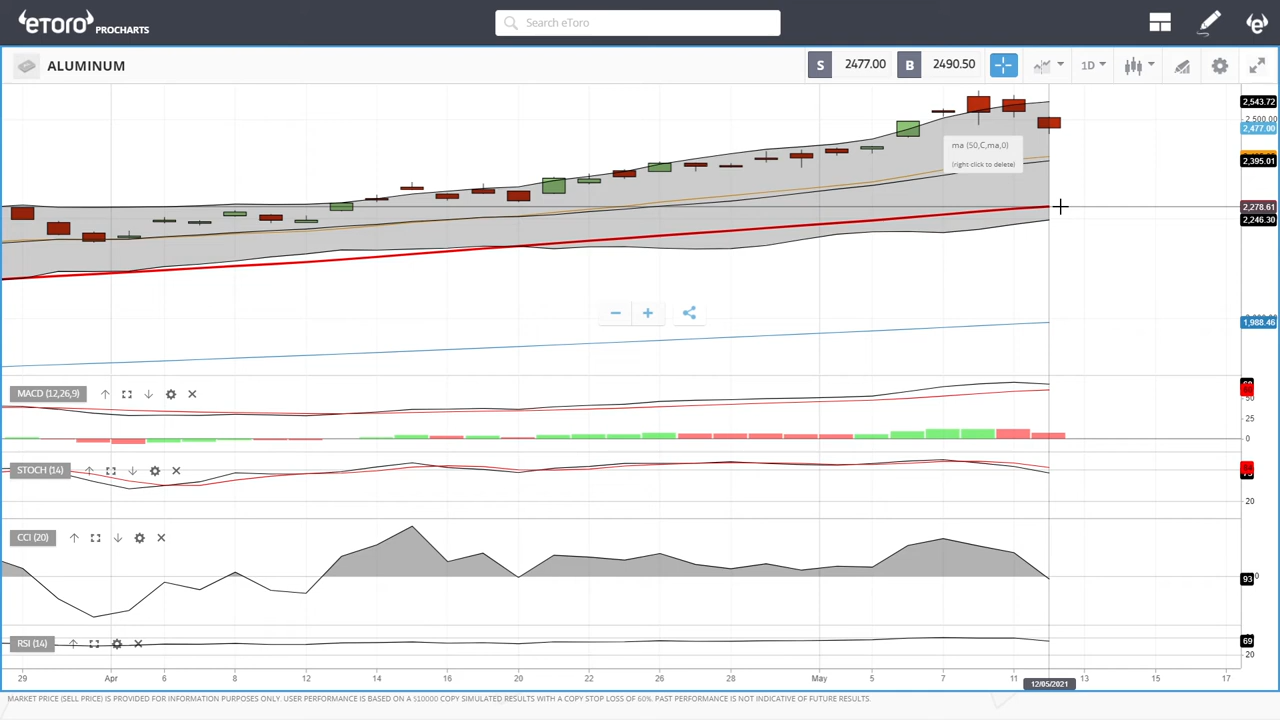 eToro PROCHARTS
Search eToro
ALUMINUM
S 2477.00 B 2490.50
1D
2,543.72
2,500.00
2,477.00
ma (50,C,ma,0)
(right-click to delete)
2,395.01
2,278.61
2,246.30
1,988.46
MACD (12,26,9)
50
25
0
STOCH (14)
20
CCI (20)
93
0
RSI (14)
69
20
29 Apr 6 8 12 14 16 20 22 26 28 May 5 7 11 13 15 17
12/05/2021
MARKET PRICE (SELL PRICE) IS PROVIDED FOR INFORMATION PURPOSES ONLY. USER PERFORMANCE IS BASED ON A $10000 COPY SIMULATED RESULTS WITH A COPY STOP LOSS OF 60%. PAST PERFORMANCE IS NOT INDICATIVE OF FUTURE RESULTS.